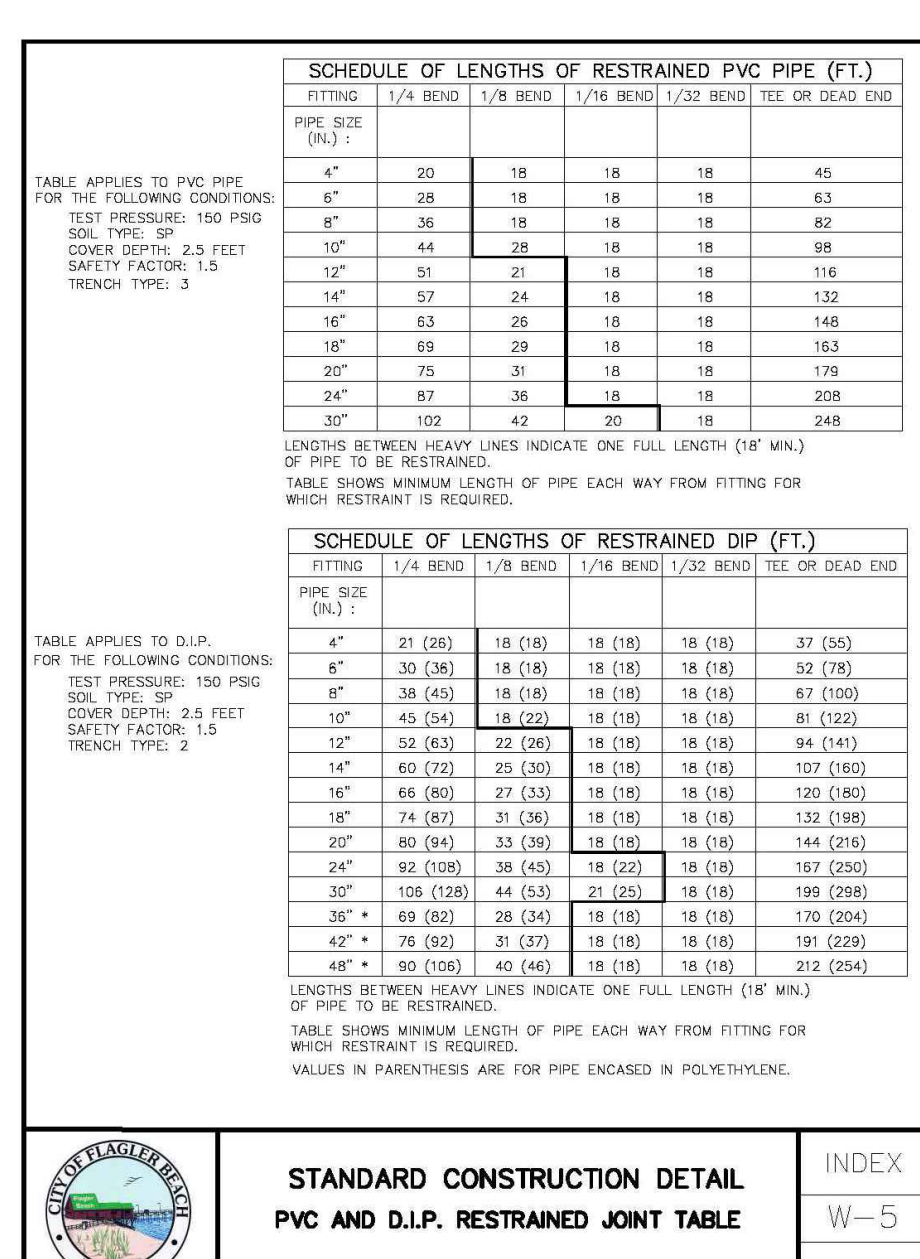 SCHEDULE OF LENGTHS OF RESTRAINED PVC PIPE (FT.)
FITTING 1/4 BEND 1/8 BEND 1/16 BEND 1/32 BEND TEE OR DEAD END
PIPE SIZE
(IN.) :
4" 20 18 18 18 45
6" 28 18 18 18 63
8" 36 18 18 18 82
10" 44 28 18 18 98
12" 51 21 18 18 116
14" 57 24 18 18 132
16" 63 26 18 18 148
18" 69 29 18 18 163
20" 75 31 18 18 179
24" 87 36 18 18 208
30" 102 42 20 18 248
TABLE APPLIES TO PVC PIPE
FOR THE FOLLOWING CONDITIONS:
TEST PRESSURE: 150 PSIG
SOIL TYPE: SP
COVER DEPTH: 2.5 FEET
SAFETY FACTOR: 1.5
TRENCH TYPE: 3
LENGTHS BETWEEN HEAVY LINES INDICATE ONE FULL LENGTH (18' MIN.)
OF PIPE TO BE RESTRAINED.
TABLE SHOWS MINIMUM LENGTH OF PIPE EACH WAY FROM FITTING FOR
WHICH RESTRAINT IS REQUIRED.
SCHEDULE OF LENGTHS OF RESTRAINED DIP (FT.)
FITTING 1/4 BEND 1/8 BEND 1/16 BEND 1/32 BEND TEE OR DEAD END
PIPE SIZE
(IN.) :
4" 21 (26) 18 (18) 18 (18) 18 (18) 37 (55)
6" 30 (36) 18 (18) 18 (18) 18 (18) 52 (78)
8" 38 (45) 18 (18) 18 (18) 18 (18) 67 (100)
10" 45 (54) 18 (22) 18 (18) 18 (18) 81 (122)
12" 52 (63) 22 (26) 18 (18) 18 (18) 94 (141)
14" 60 (72) 25 (30) 18 (18) 18 (18) 107 (160)
16" 66 (80) 27 (33) 18 (18) 18 (18) 120 (180)
18" 74 (87) 31 (36) 18 (18) 18 (18) 132 (198)
20" 80 (94) 33 (39) 18 (18) 18 (18) 144 (216)
24" 92 (108) 38 (45) 18 (22) 18 (18) 167 (250)
30" 106 (128) 44 (53) 21 (25) 18 (18) 199 (298)
36" * 69 (82) 28 (34) 18 (18) 18 (18) 170 (204)
42" * 76 (92) 31 (37) 18 (18) 18 (18) 191 (229)
48" * 90 (106) 40 (46) 18 (18) 18 (18) 212 (254)
TABLE APPLIES TO D.I.P.
FOR THE FOLLOWING CONDITIONS:
TEST PRESSURE: 150 PSIG
SOIL TYPE: SP
COVER DEPTH: 2.5 FEET
SAFETY FACTOR: 1.5
TRENCH TYPE: 2
LENGTHS BETWEEN HEAVY LINES INDICATE ONE FULL LENGTH (18' MIN.)
OF PIPE TO BE RESTRAINED.
TABLE SHOWS MINIMUM LENGTH OF PIPE EACH WAY FROM FITTING FOR
WHICH RESTRAINT IS REQUIRED.
VALUES IN PARENTHESIS ARE FOR PIPE ENCASED IN POLYETHYLENE.
CITY OF FLAGLER BEACH
Flagler
Beach
STANDARD CONSTRUCTION DETAIL
PVC AND D.I.P. RESTRAINED JOINT TABLE
INDEX
W-5